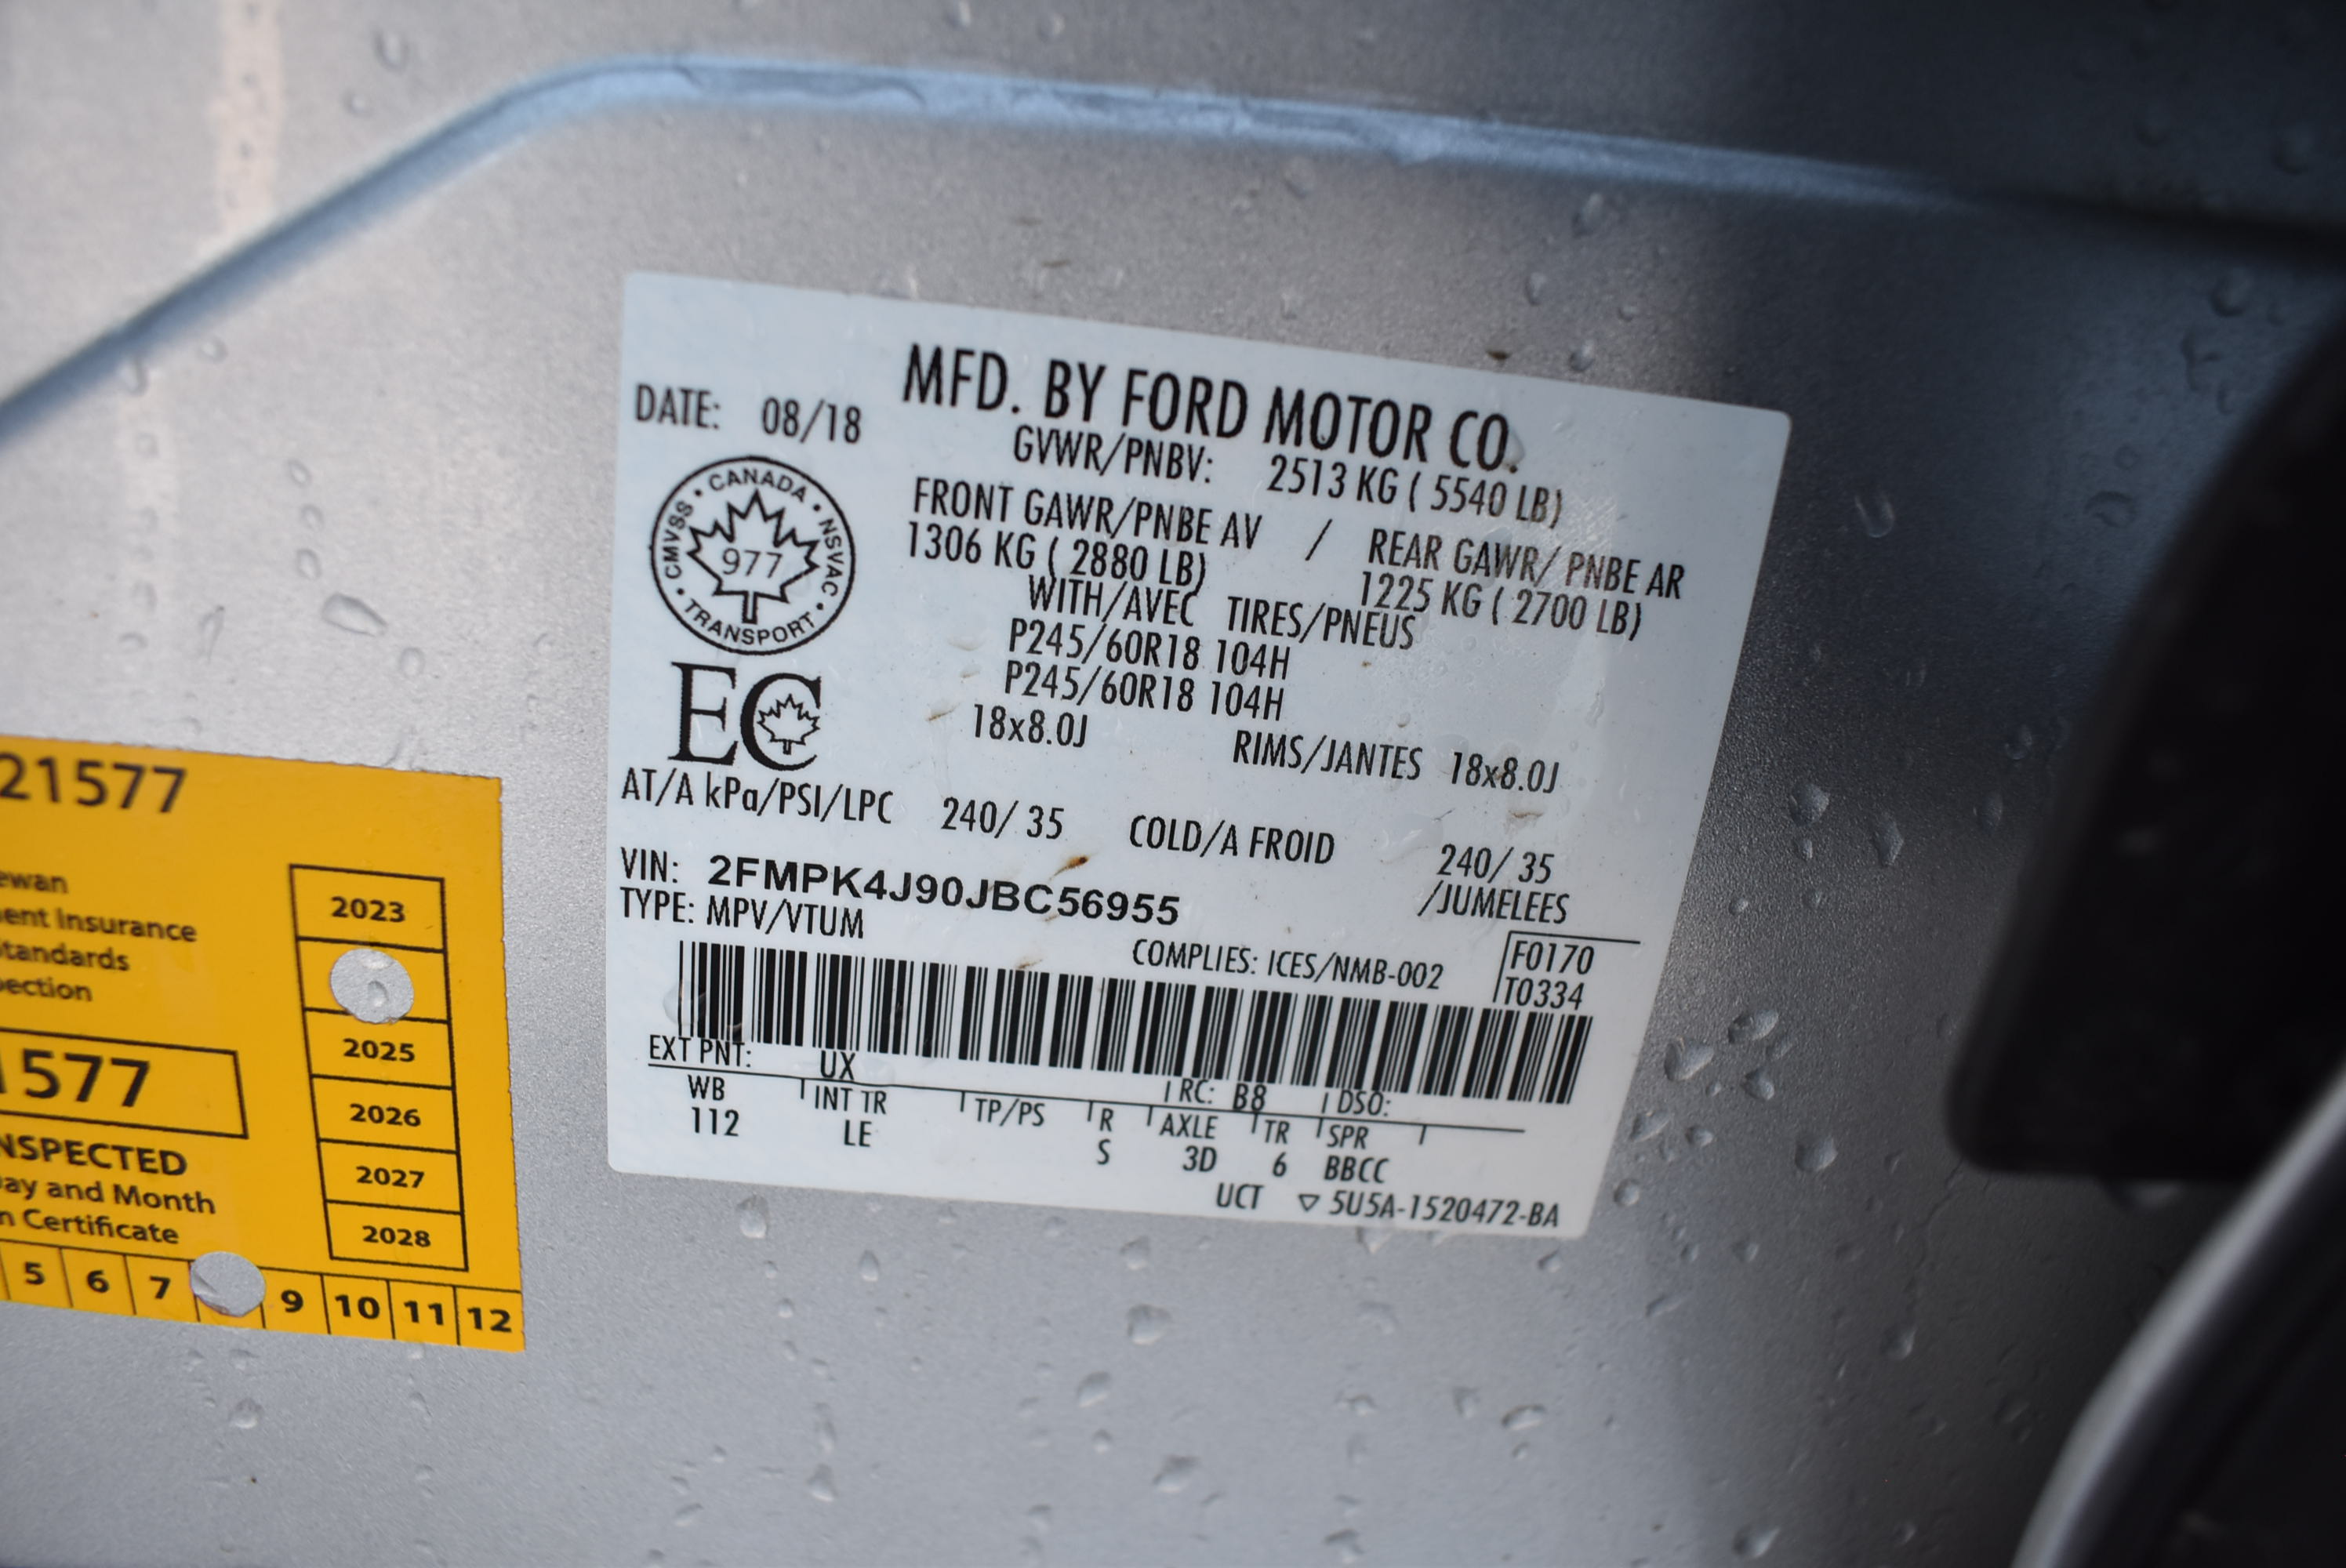 MFD. BY FORD MOTOR CO.
DATE: 08/18
GVWR/PNBV: 2513 KG ( 5540 LB)
FRONT GAWR/PNBE AV / REAR GAWR/ PNBE AR
1306 KG ( 2880 LB) 1225 KG ( 2700 LB)
WITH/AVEC TIRES/PNEUS
P245/60R18 104H
P245/60R18 104H
18x8.0J RIMS/JANTES 18x8.0J
CMVSS • CANADA • NSVAC • TRANSPORT •
977
EC
AT/A kPa/PSI/LPC 240/ 35 COLD/A FROID 240/ 35
VIN: 2FMPK4J90JBC56955 /JUMELEES
TYPE: MPV/VTUM
COMPLIES: ICES/NMB-002
F0170
T0334
EXT PNT: UX RC: B8 DSO:
WB INT TR TP/PS R AXLE TR SPR
112 LE S 3D 6 BBCC
UCT ▽ 5U5A-1520472-BA
21577
ent Insurance
1577
ay and Month
Certificate
2023
2025
2026
2027
2028
5 6 7 9 10 11 12